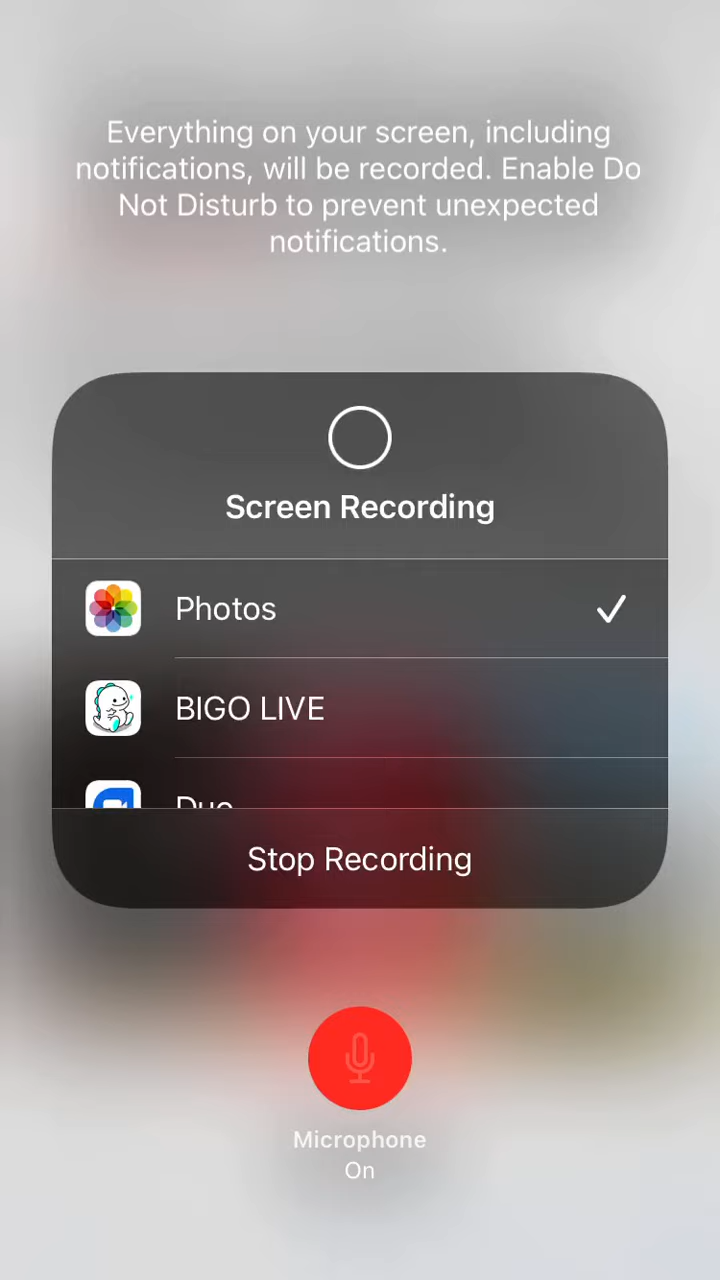 Everything on your screen, including
notifications, will be recorded. Enable Do
Not Disturb to prevent unexpected
notifications.
Screen Recording
Photos
BIGO LIVE
Duo
Stop Recording
Microphone
On